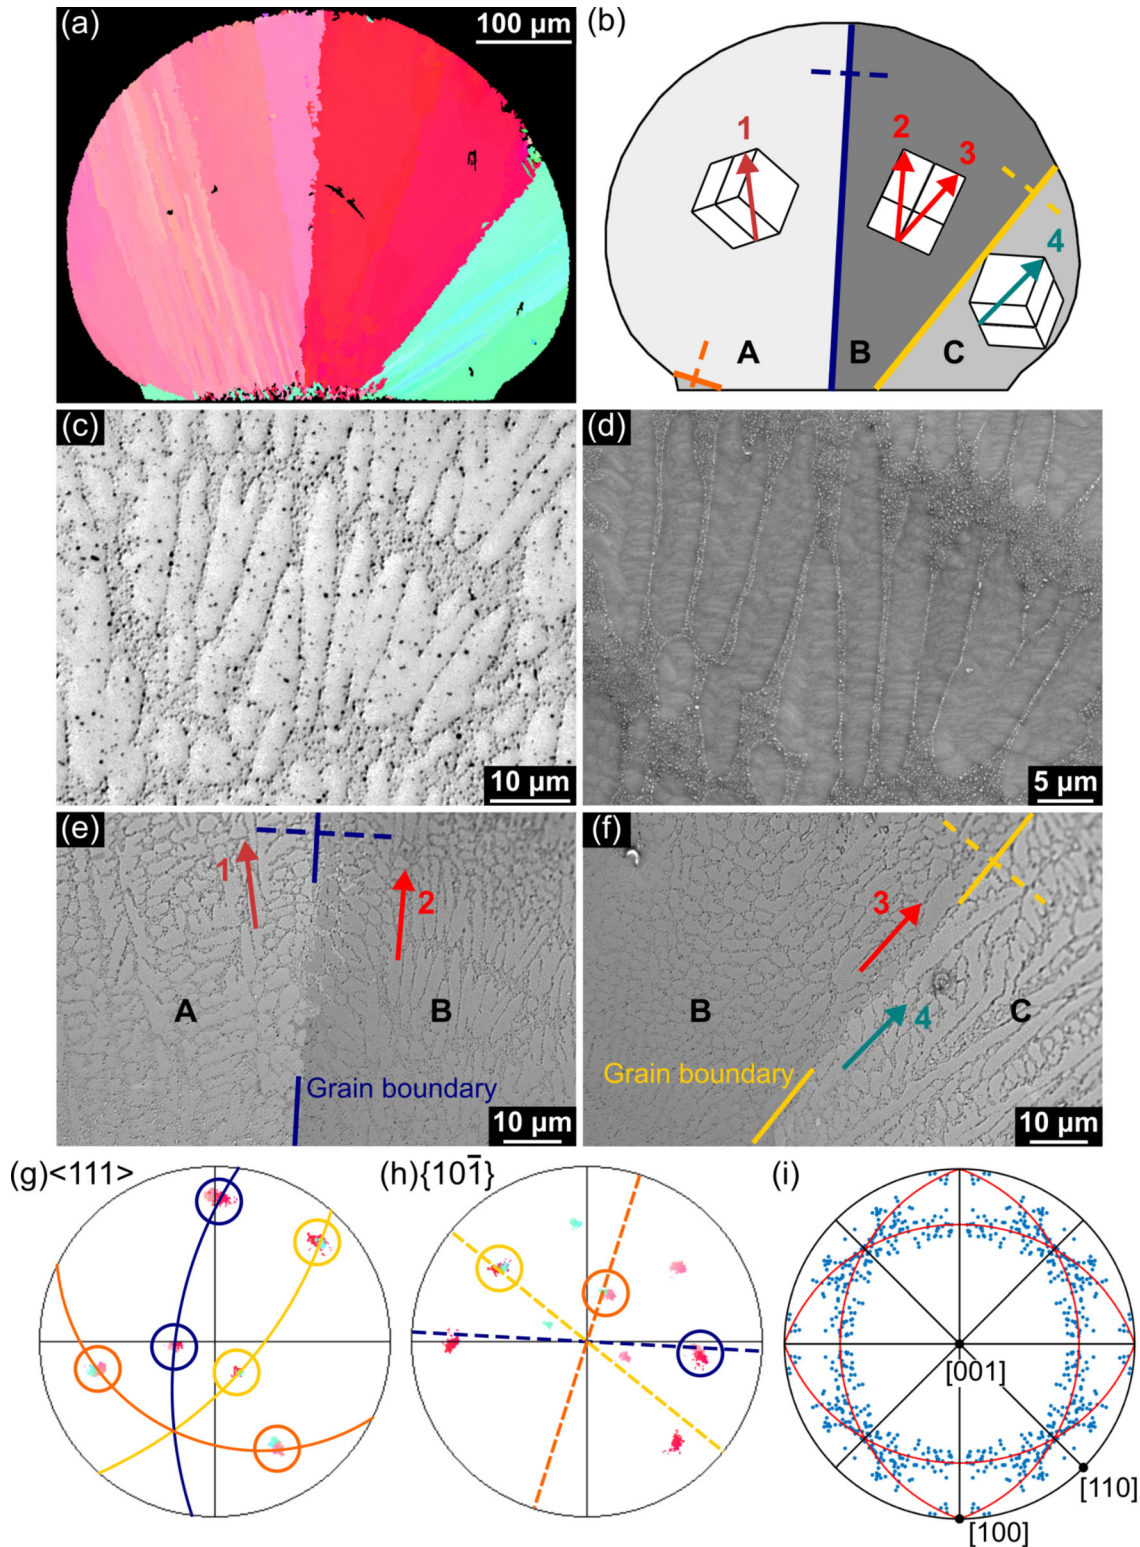 (a)
100 µm
(b)
1
2
3
4
A
B
C
(c)
10 µm
(d)
5 µm
(e)
1
2
A
B
Grain boundary
10 µm
(f)
3
B
4
C
Grain boundary
10 µm
(g)<111>
(h){101̅}
(i)
[001]
[110]
[100]